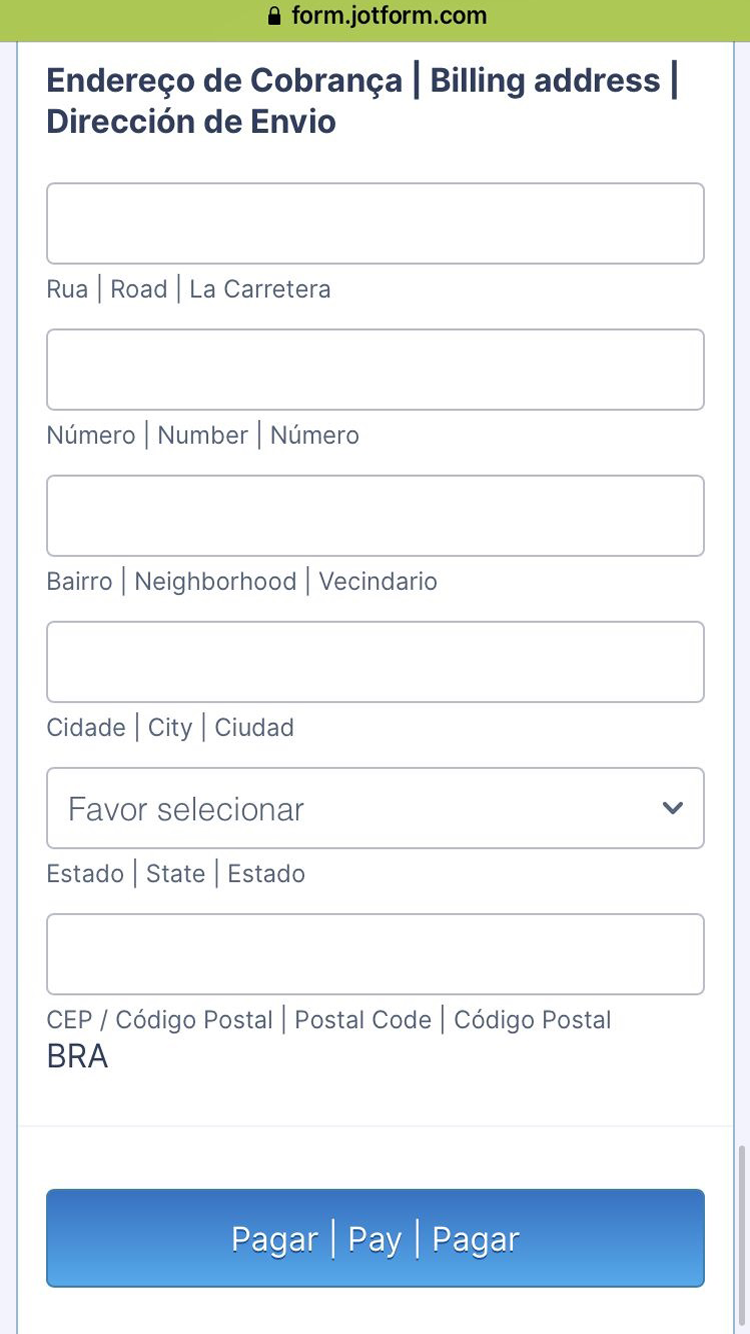 form.jotform.com
Endereço de Cobrança | Billing address |
Dirección de Envio
Rua | Road | La Carretera
Número | Number | Número
Bairro | Neighborhood | Vecindario
Cidade | City | Ciudad
Favor selecionar
Estado | State | Estado
CEP / Código Postal | Postal Code | Código Postal
BRA
Pagar | Pay | Pagar